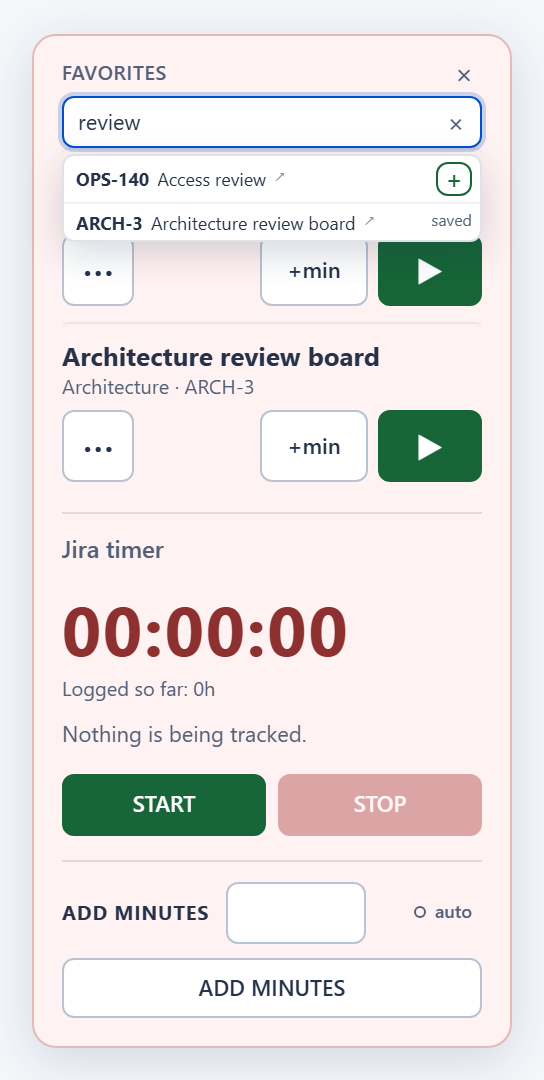 FAVORITES ×
review ×
OPS-140 Access review ↗ +
ARCH-3 Architecture review board ↗ saved
... +min ▶
Architecture review board
Architecture · ARCH-3
... +min ▶
Jira timer
00:00:00
Logged so far: 0h
Nothing is being tracked.
START STOP
ADD MINUTES auto
ADD MINUTES